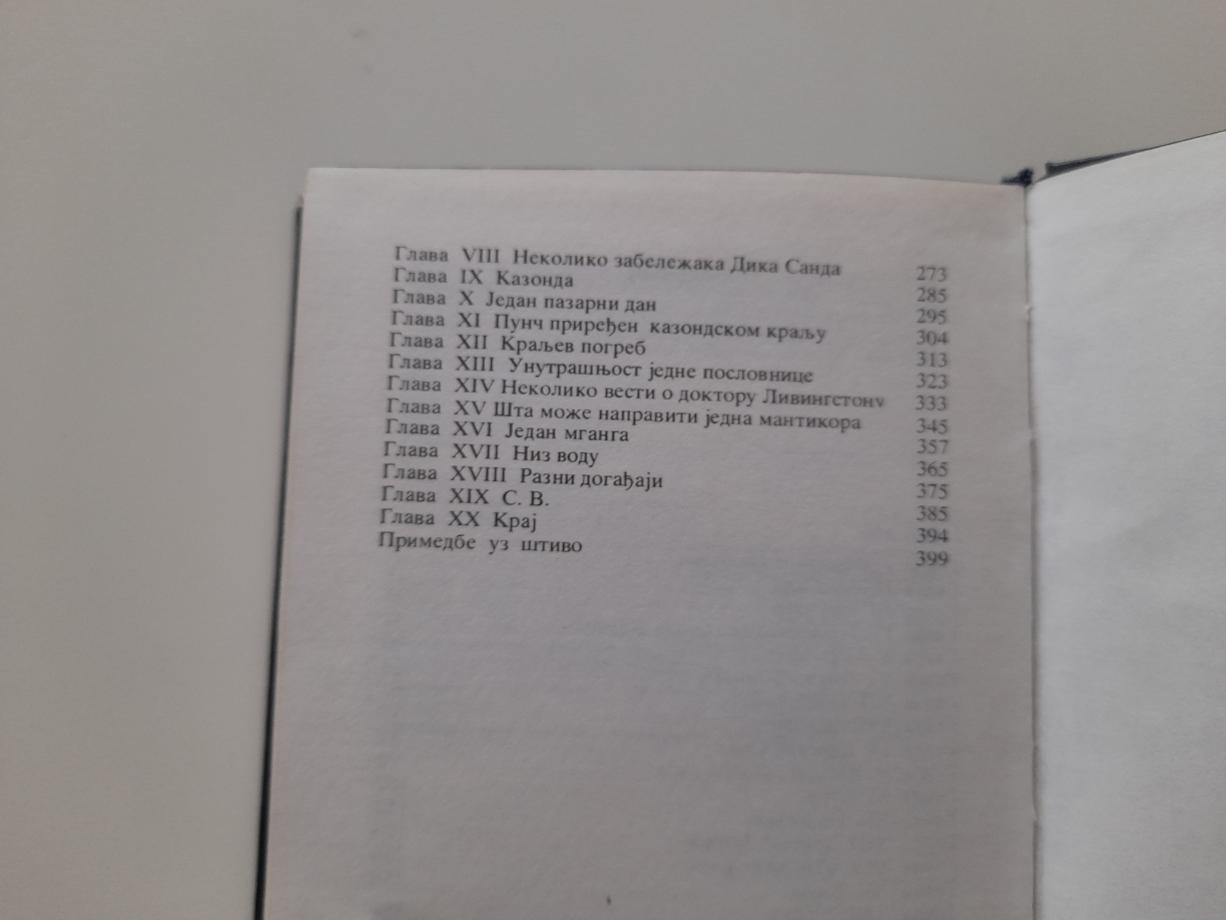 Глава VIII Неколико забележака Дика Санда 273
Глава IX Казонда 285
Глава X Један пазарни дан 295
Глава XI Пунч приређен казондском краљу 304
Глава XII Краљев погреб 313
Глава XIII Унутрашњост једне пословнице 323
Глава XIV Неколико вести о доктору Ливингстону 333
Глава XV Шта може направити једна мантикора 345
Глава XVI Један мганга 357
Глава XVII Низ воду 365
Глава XVIII Разни догађаји 375
Глава XIX С. В. 385
Глава XX Крај 394
Примедбе уз штиво 399